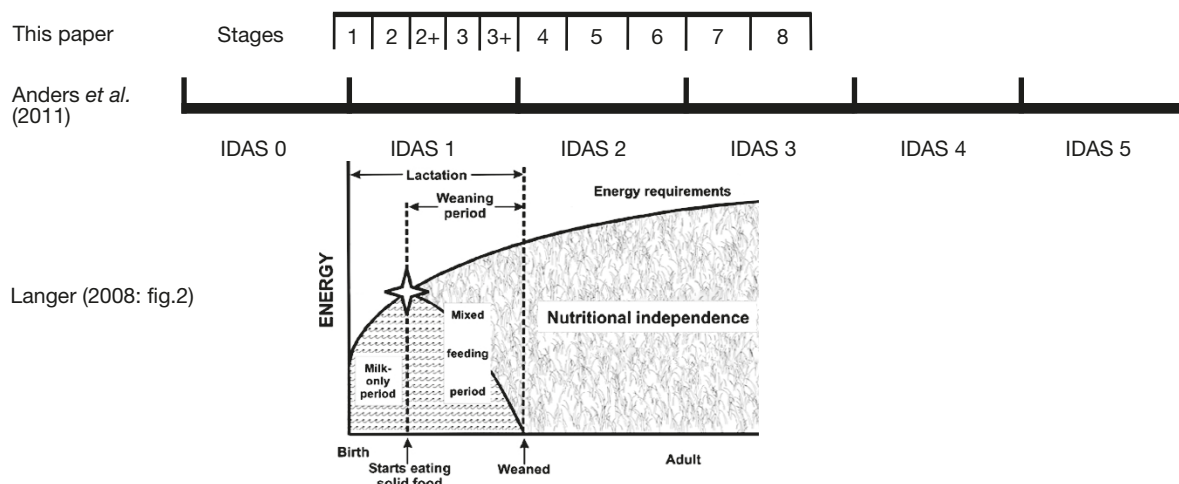 This paper Stages 1 2 2+ 3 3+ 4 5 6 7 8
Anders et al.
(2011)
IDAS 0 IDAS 1 IDAS 2 IDAS 3 IDAS 4 IDAS 5
Lactation
Weaning
period
Energy requirements
Langer (2008: fig.2)
ENERGY
Milk-
only
period
Mixed
feeding
period
Nutritional independence
Birth
Starts eating
solid food
Weaned
Adult